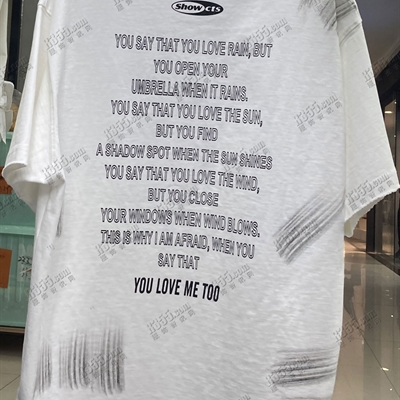 Show cts
YOU SAY THAT YOU LOVE RAIN, BUT
YOU OPEN YOUR
UMBRELLA WHEN IT RAINS.
YOU SAY THAT YOU LOVE THE SUN,
BUT YOU FIND
A SHADOW SPOT WHEN THE SUN SHINES
YOU SAY THAT YOU LOVE THE WIND,
BUT YOU CLOSE
YOUR WINDOWS WHEN WIND BLOWS.
THIS IS WHY I AM AFRAID, WHEN YOU
SAY THAT
YOU LOVE ME TOO